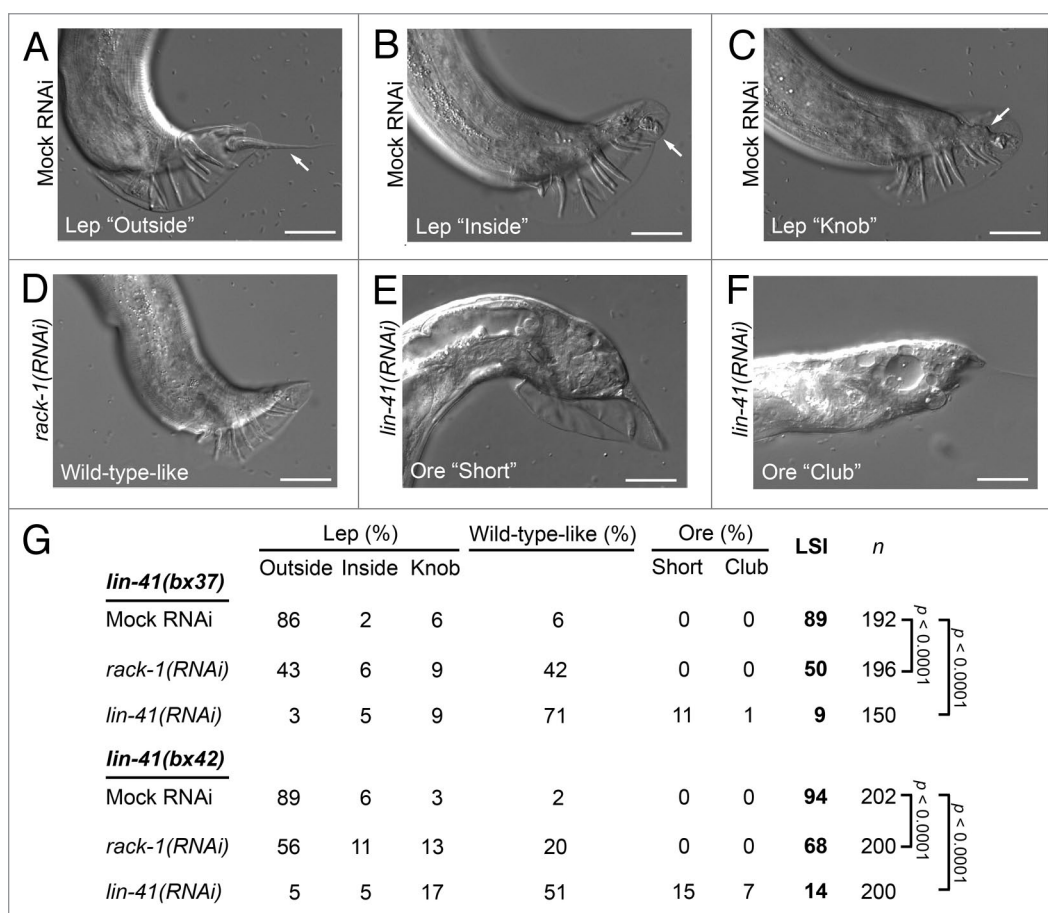 A
Mock RNAi
Lep “Outside”
B
Mock RNAi
Lep “Inside”
C
Mock RNAi
Lep “Knob”
D
rack-1(RNAi)
Wild-type-like
E
lin-41(RNAi)
Ore “Short”
F
lin-41(RNAi)
Ore “Club”
G
Lep (%) Wild-type-like (%) Ore (%) LSI n
Outside Inside Knob Short Club
lin-41(bx37)
Mock RNAi 86 2 6 6 0 0 89 192
rack-1(RNAi) 43 6 9 42 0 0 50 196
lin-41(RNAi) 3 5 9 71 11 1 9 150
p < 0.0001
p < 0.0001
lin-41(bx42)
Mock RNAi 89 6 3 2 0 0 94 202
rack-1(RNAi) 56 11 13 20 0 0 68 200
lin-41(RNAi) 5 5 17 51 15 7 14 200
p < 0.0001
p < 0.0001